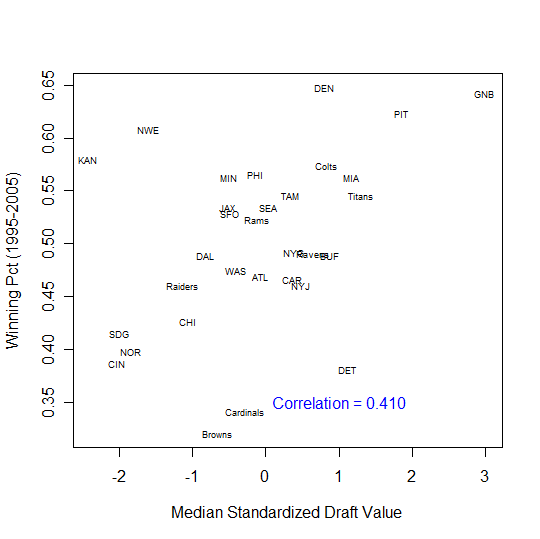 Winning Pct (1995-2005)
0.65
0.60
0.55
0.50
0.45
0.40
0.35
DEN
GNB
PIT
NWE
KAN
Colts
MIN
PHI
MIA
TAM
Titans
JAX
SEA
SFO
Rams
DAL
NYG
Ravens
BUF
WAS
ATL
CAR
Raiders
NYJ
CHI
SDG
NOR
CIN
DET
Cardinals
Correlation = 0.410
Browns
-2 -1 0 1 2 3
Median Standardized Draft Value